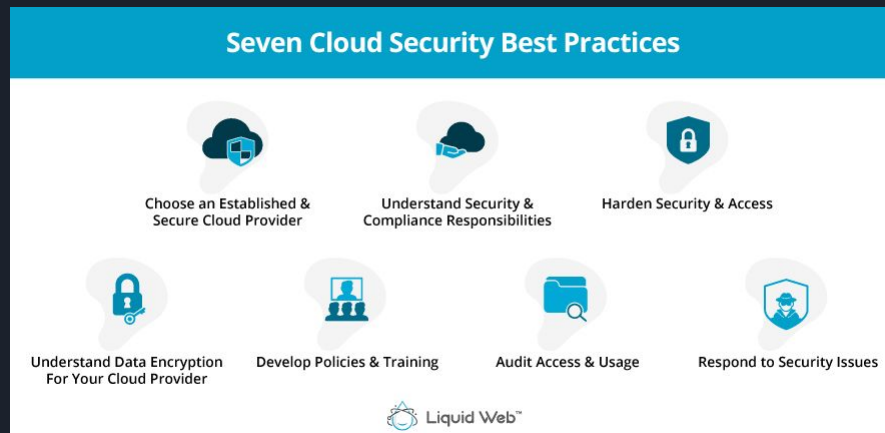 Seven Cloud Security Best Practices
Choose an Established &
Secure Cloud Provider
Understand Security &
Compliance Responsibilities
Harden Security & Access
Understand Data Encryption
For Your Cloud Provider
Develop Policies & Training
Audit Access & Usage
Respond to Security Issues
Liquid Web™